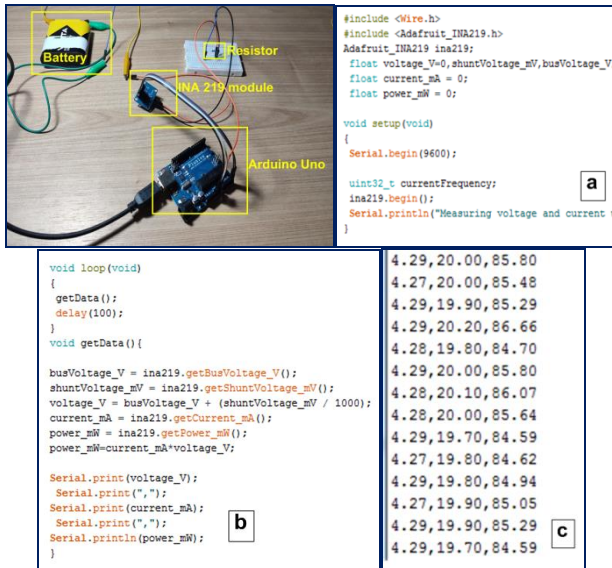 Battery
Resistor
INA 219 module
Arduino Uno
#include <Wire.h>
#include <Adafruit_INA219.h>
Adafruit_INA219 ina219;
float voltage_V=0,shuntVoltage_mV,busVoltage_V
float current_mA = 0;
float power_mW = 0;
void setup(void)
{
Serial.begin(9600);
uint32_t currentFrequency;
ina219.begin();
Serial.println("Measuring voltage and current
}
a
void loop(void)
{
getData();
delay(100);
}
void getData(){
busVoltage_V = ina219.getBusVoltage_V();
shuntVoltage_mV = ina219.getShuntVoltage_mV();
voltage_V = busVoltage_V + (shuntVoltage_mV / 1000);
current_mA = ina219.getCurrent_mA();
power_mW = ina219.getPower_mW();
power_mW=current_mA*voltage_V;
Serial.print(voltage_V);
Serial.print(",");
Serial.print(current_mA);
Serial.print(",");
Serial.println(power_mW);
}
b
4.29,20.00,85.80
4.27,20.00,85.48
4.29,19.90,85.29
4.29,20.20,86.66
4.28,19.80,84.70
4.29,20.00,85.80
4.28,20.10,86.07
4.28,20.00,85.64
4.29,19.70,84.59
4.27,19.80,84.62
4.29,19.80,84.94
4.27,19.90,85.05
4.29,19.90,85.29
4.29,19.70,84.59
c